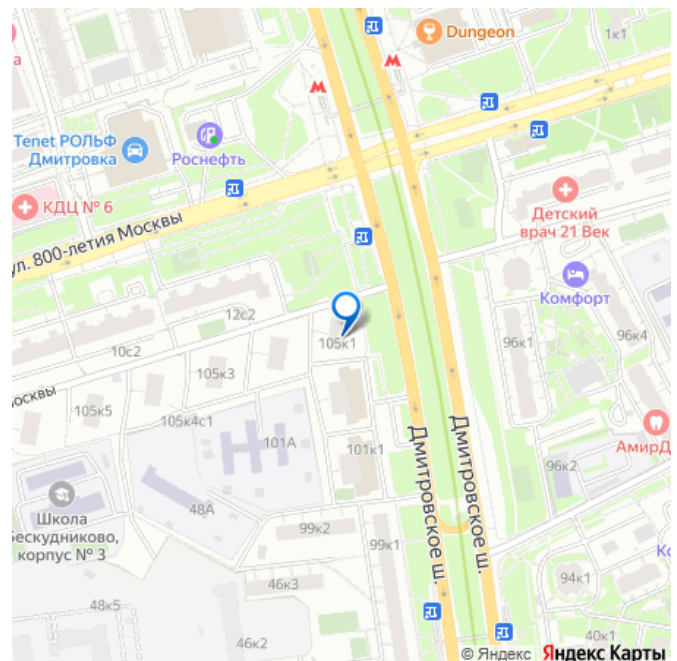 Dungeon
1к1
а
М
М
Tenet РОЛЬФ
Дмитровка
Роснефть
КДЦ № 6
ул. 800-летия Москвы
Детский
врач 21 Век
Комфорт
12с2
10с2
105к1
105к3
96к1
96к4
осквы
105к5
105к4с1
101А
101к1
Дмитровское ш.
Дмитровское ш.
АмирД
96к2
48А
Школа
Бескудниково,
корпус № 3
99к2
99к1
Ко
46к3
94к1
48к5
46к2
40к1
© Яндекс Яндекс Карты